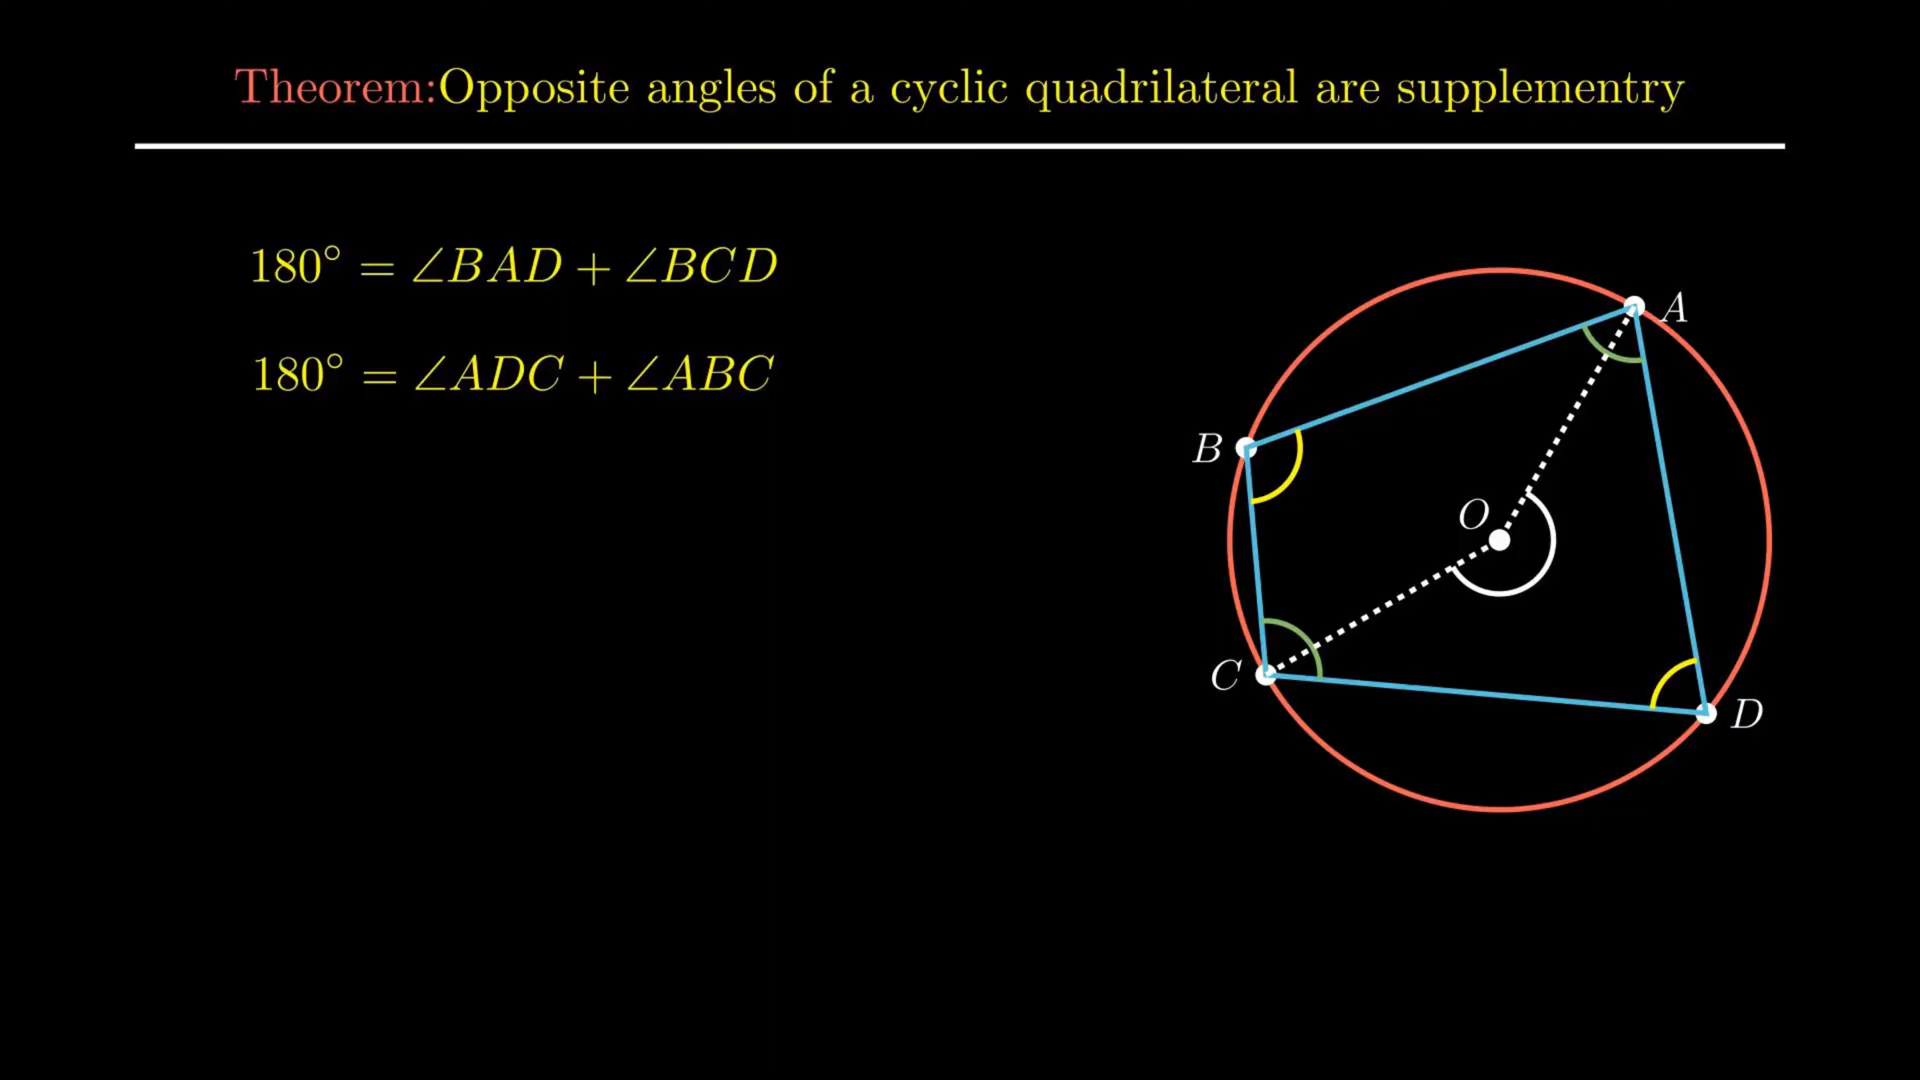 Theorem:Opposite angles of a cyclic quadrilateral are supplementry
180° = ∠BAD + ∠BCD
180° = ∠ADC + ∠ABC
A
B
O
C
D